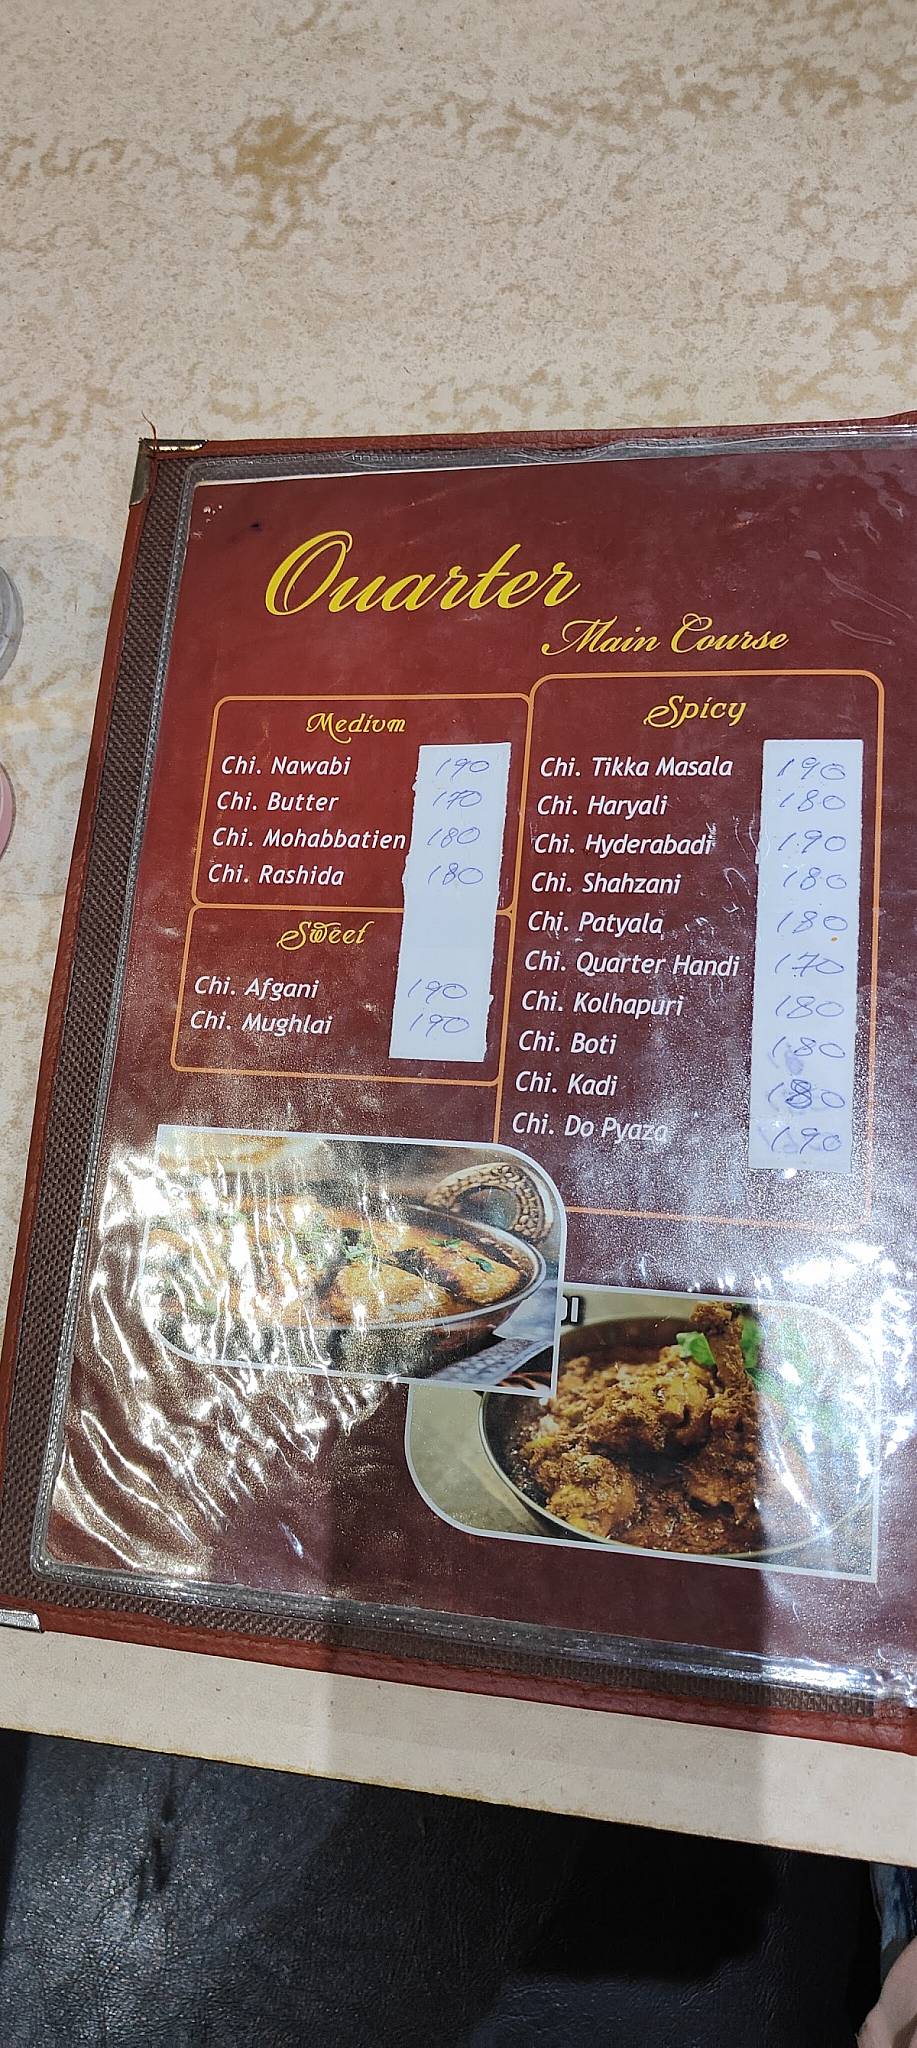 Quarter
Main Course
Medium
Chi. Nawabi 190
Chi. Butter 170
Chi. Mohabbatien 180
Chi. Rashida 180
Sweet
Chi. Afgani 190
Chi. Mughlai 190
Spicy
Chi. Tikka Masala 190
Chi. Haryali 180
Chi. Hyderabadi 190
Chi. Shahzani 180
Chi. Patyala 180
Chi. Quarter Handi 170
Chi. Kolhapuri 180
Chi. Boti 180
Chi. Kadi 180
Chi. Do Pyaza 190